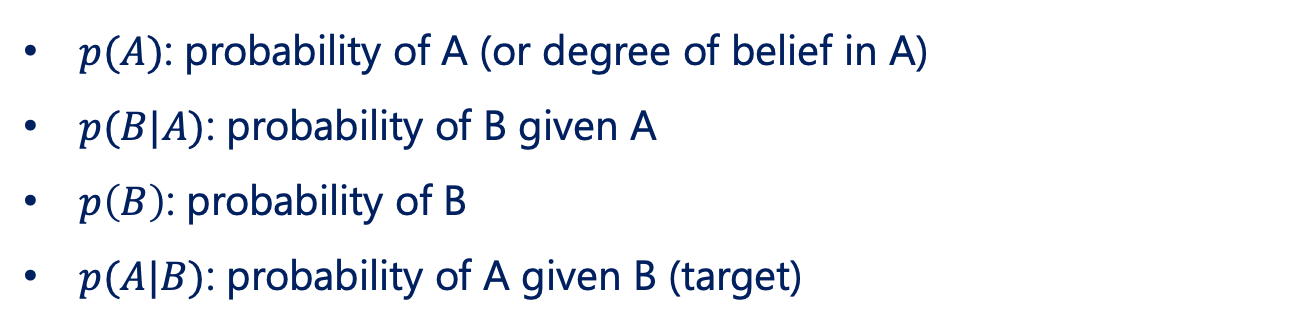 • p(A): probability of A (or degree of belief in A)
• p(B|A): probability of B given A
• p(B): probability of B
• p(A|B): probability of A given B (target)